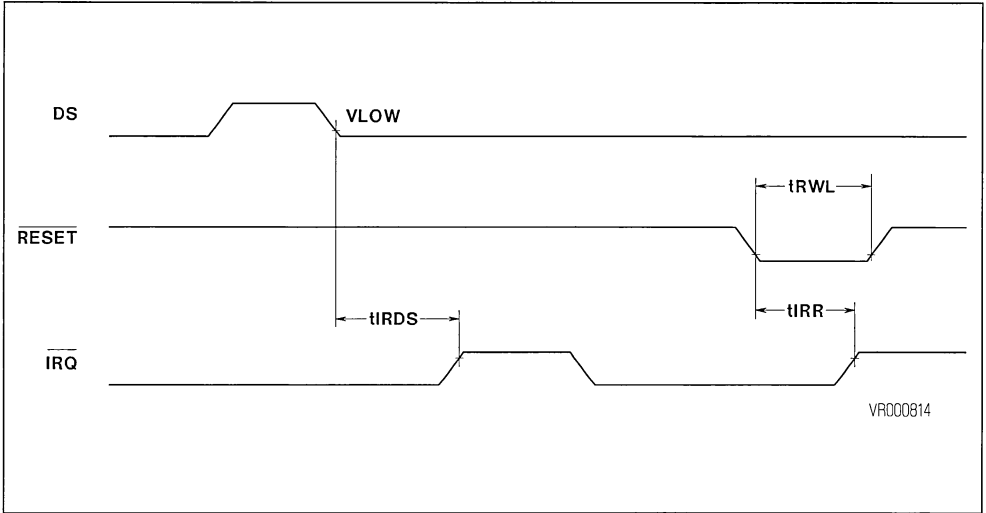 DS
VLOW
tRWL
RESET
tIRDS
tIRR
IRQ
VR000814